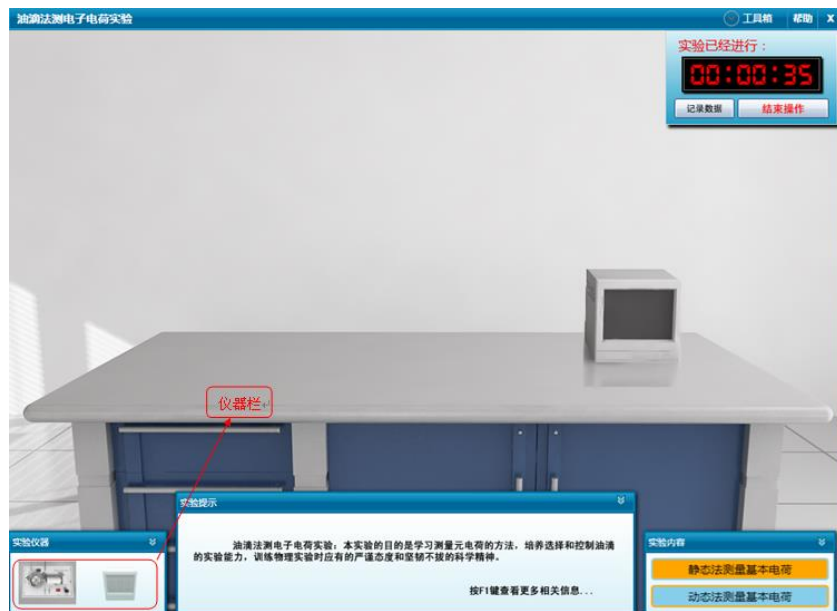 油滴法测电子电荷实验
工具箱 帮助 X
实验已经进行：
00:00:35
记录数据 结束操作
仪器栏
实验提示
油滴法测电子电荷实验：本实验的目的是学习测量元电荷的方法，培养选择和控制油滴
的实验能力，训练物理实验时应有的严谨态度和坚韧不拔的科学精神。
按F1键查看更多相关信息...
实验仪器
实验内容
静态法测量基本电荷
动态法测量基本电荷